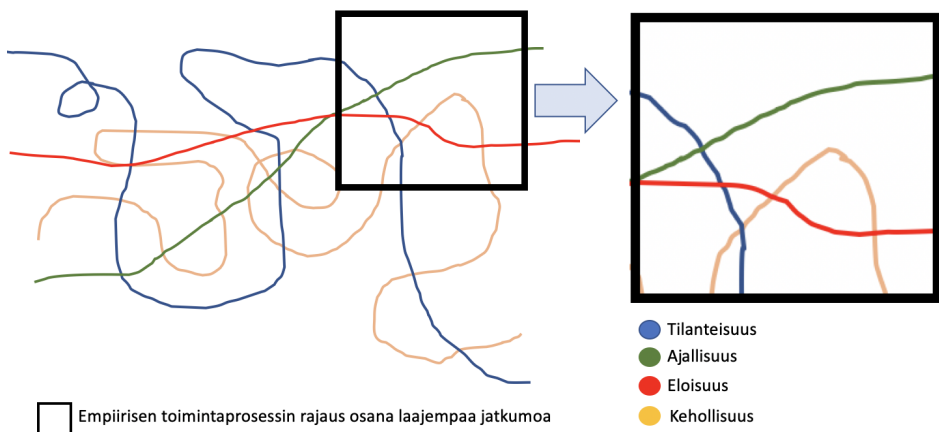 Tilanteisuus
Ajallisuus
Eloisuus
Kehollisuus
Empiirisen toimintaprosessin rajaus osana laajempaa jatkumoa